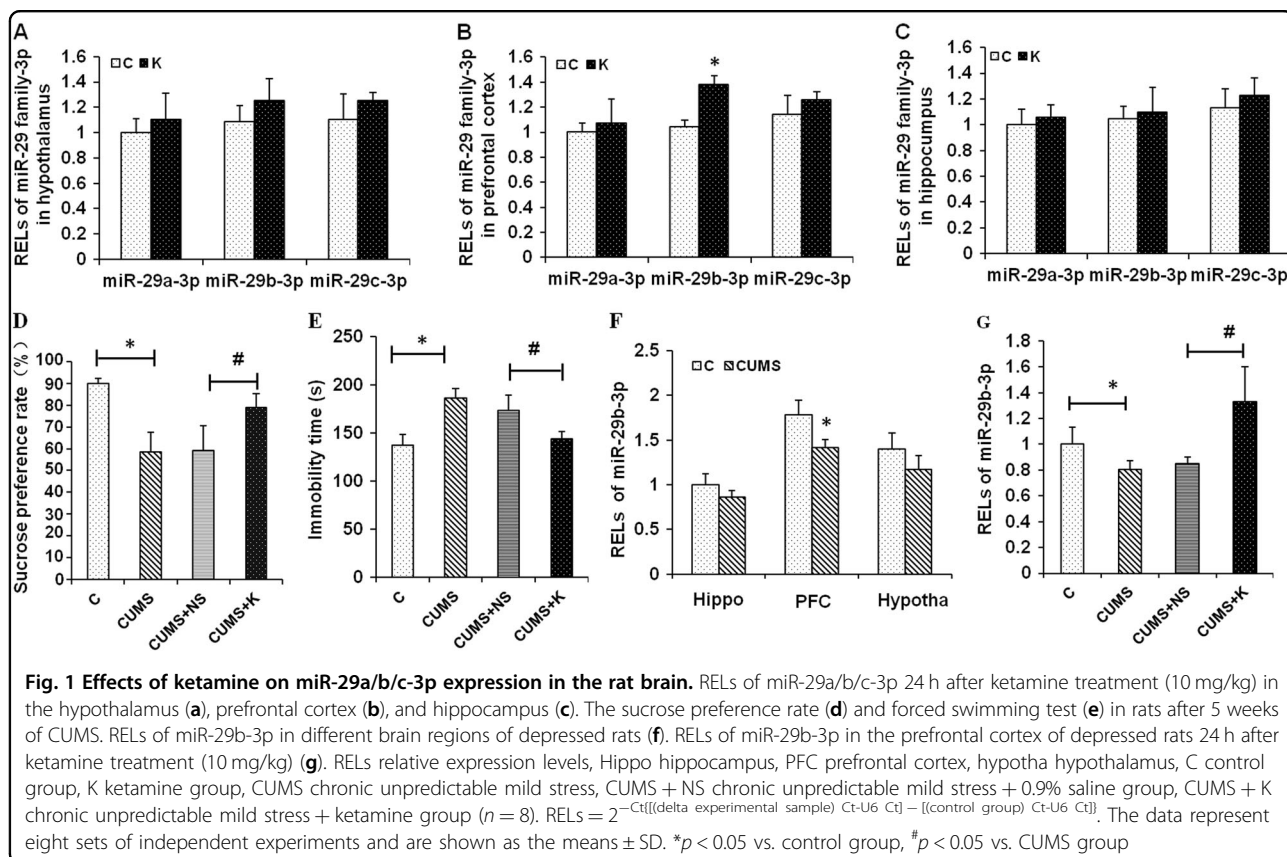 A
RELs of miR-29 family-3p
in hypothalamus
1.6
1.4
1.2
1
0.8
0.6
0.4
0.2
0
C K
miR-29a-3p miR-29b-3p miR-29c-3p
B
RELs of miR-29 family-3p
in prefrontal cortex
1.6
1.4
1.2
1
0.8
0.6
0.4
0.2
0
C K
*
miR-29a-3p miR-29b-3p miR-29c-3p
C
RELs of miR-29 family-3p
in hippocumpus
1.6
1.4
1.2
1
0.8
0.6
0.4
0.2
0
C K
miR-29a-3p miR-29b-3p miR-29c-3p
D
Sucrose preference rate (%)
100
90
80
70
60
50
40
30
20
10
0
*
#
C CUMS CUMS+NS CUMS+K
E
Immobility time (s)
250
200
150
100
50
0
*
#
C CUMS CUMS+NS CUMS+K
F
RELs of miR-29b-3p
2.5
2
1.5
1
0.5
0
C CUMS
*
Hippo PFC Hypotha
G
RELs of miR-29b-3p
1.8
1.6
1.4
1.2
1
0.8
0.6
0.4
0.2
0
*
#
C CUMS CUMS+NS CUMS+K
Fig. 1 Effects of ketamine on miR-29a/b/c-3p expression in the rat brain. RELs of miR-29a/b/c-3p 24 h after ketamine treatment (10 mg/kg) in
the hypothalamus (a), prefrontal cortex (b), and hippocampus (c). The sucrose preference rate (d) and forced swimming test (e) in rats after 5 weeks
of CUMS. RELs of miR-29b-3p in different brain regions of depressed rats (f). RELs of miR-29b-3p in the prefrontal cortex of depressed rats 24 h after
ketamine treatment (10 mg/kg) (g). RELs relative expression levels, Hippo hippocampus, PFC prefrontal cortex, hypotha hypothalamus, C control
group, K ketamine group, CUMS chronic unpredictable mild stress, CUMS + NS chronic unpredictable mild stress + 0.9% saline group, CUMS + K
chronic unpredictable mild stress + ketamine group (n = 8). RELs = 2−Ct{[[(delta experimental sample) Ct-U6 Ct] − [(control group) Ct-U6 Ct]}. The data represent
eight sets of independent experiments and are shown as the means ± SD. *p < 0.05 vs. control group, #p < 0.05 vs. CUMS group